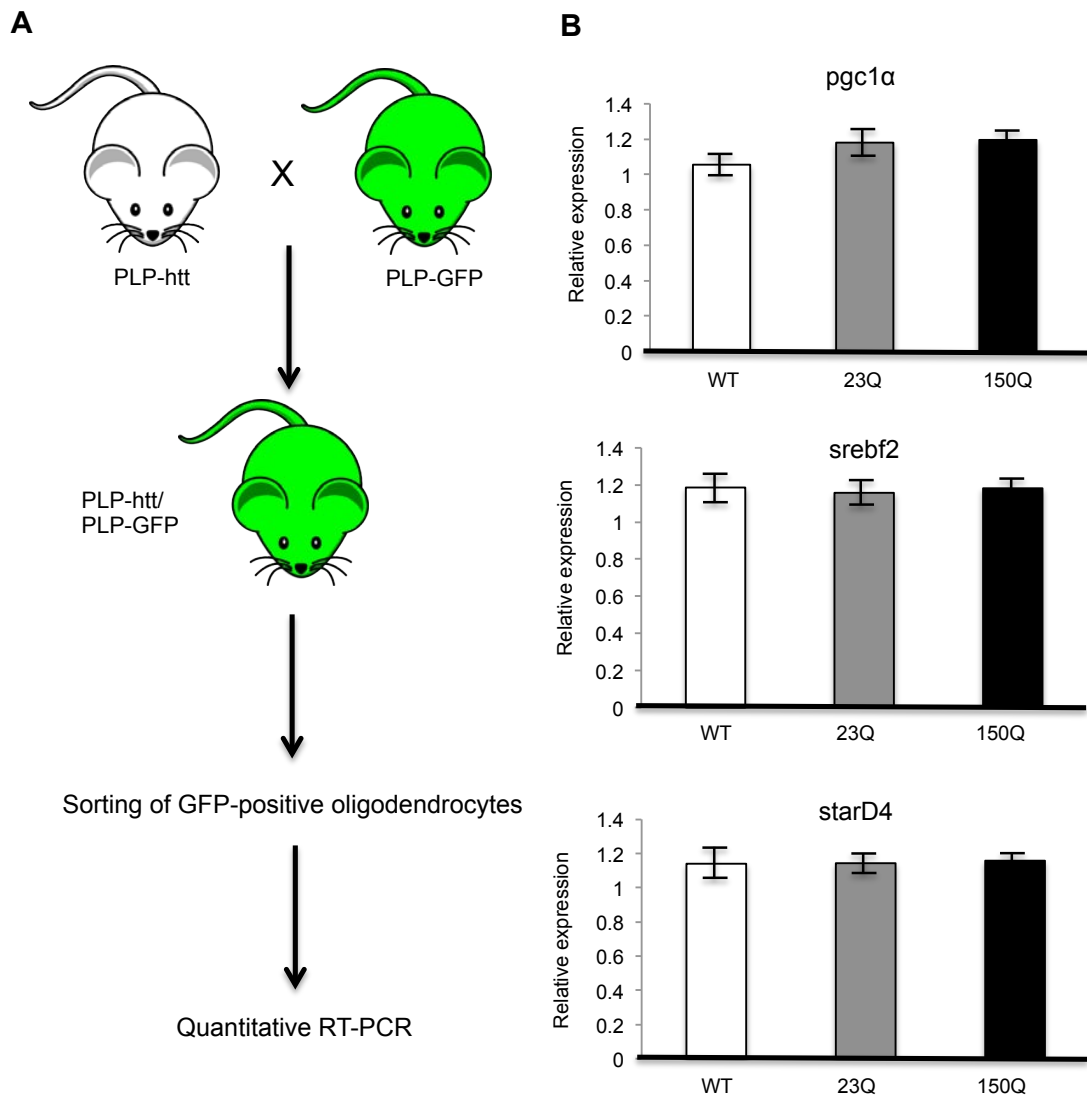 A
X
PLP-htt
PLP-GFP
PLP-htt/
PLP-GFP
Sorting of GFP-positive oligodendrocytes
Quantitative RT-PCR
B
pgc1α
Relative expression
1.4
1.2
1
0.8
0.6
0.4
0.2
0
WT 23Q 150Q
srebf2
Relative expression
1.4
1.2
1
0.8
0.6
0.4
0.2
0
WT 23Q 150Q
starD4
Relative expression
1.4
1.2
1
0.8
0.6
0.4
0.2
0
WT 23Q 150Q